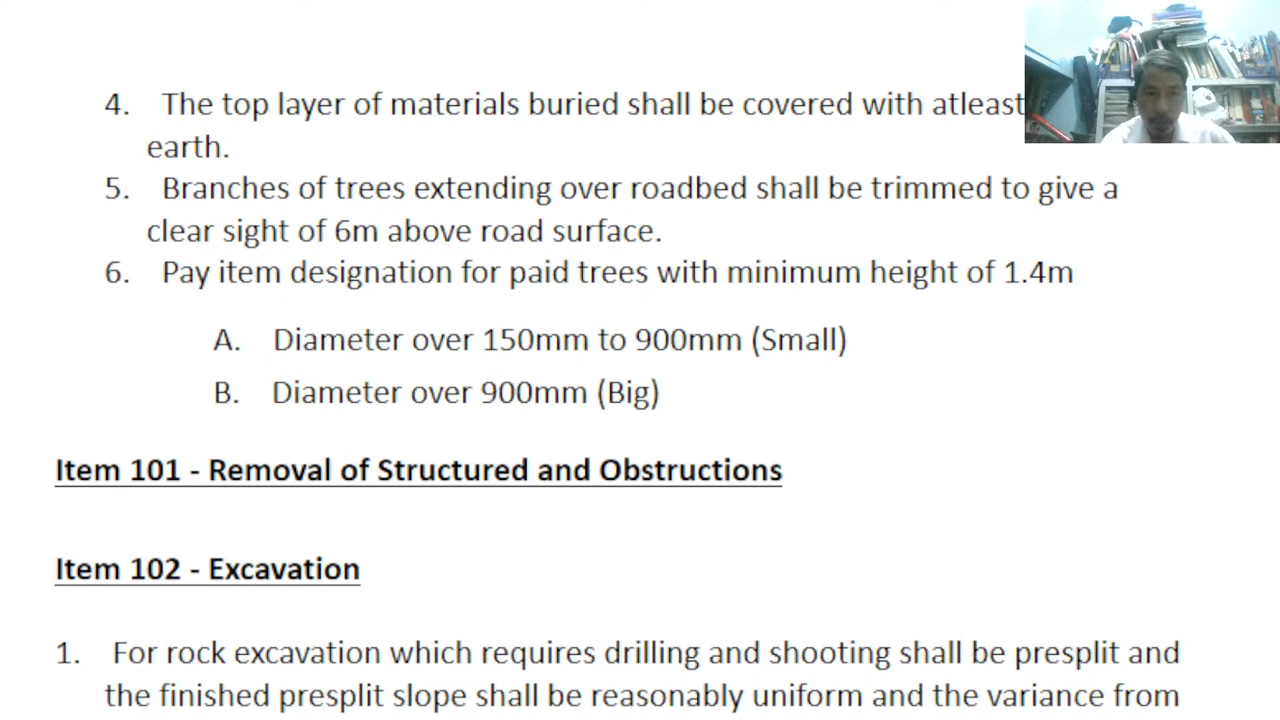 4. The top layer of materials buried shall be covered with atleast
earth.
5. Branches of trees extending over roadbed shall be trimmed to give a
clear sight of 6m above road surface.
6. Pay item designation for paid trees with minimum height of 1.4m
A. Diameter over 150mm to 900mm (Small)
B. Diameter over 900mm (Big)
Item 101 - Removal of Structured and Obstructions
Item 102 - Excavation
1. For rock excavation which requires drilling and shooting shall be presplit and
the finished presplit slope shall be reasonably uniform and the variance from